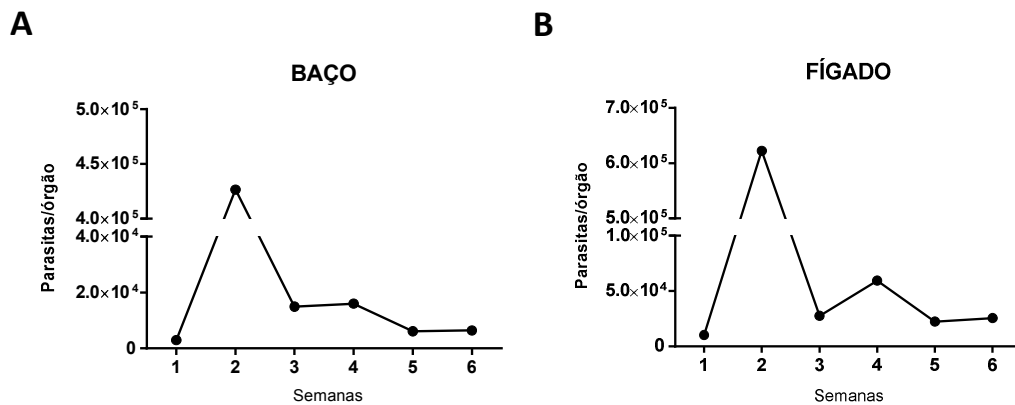 A
BAÇO
Parasitas/órgão
5.0×10⁵
4.5×10⁵
4.0×10⁵
4.0×10⁴
2.0×10⁴
0
1 2 3 4 5 6
Semanas
B
FÍGADO
Parasitas/órgão
7.0×10⁵
6.0×10⁵
5.0×10⁵
1.0×10⁵
5.0×10⁴
0
1 2 3 4 5 6
Semanas